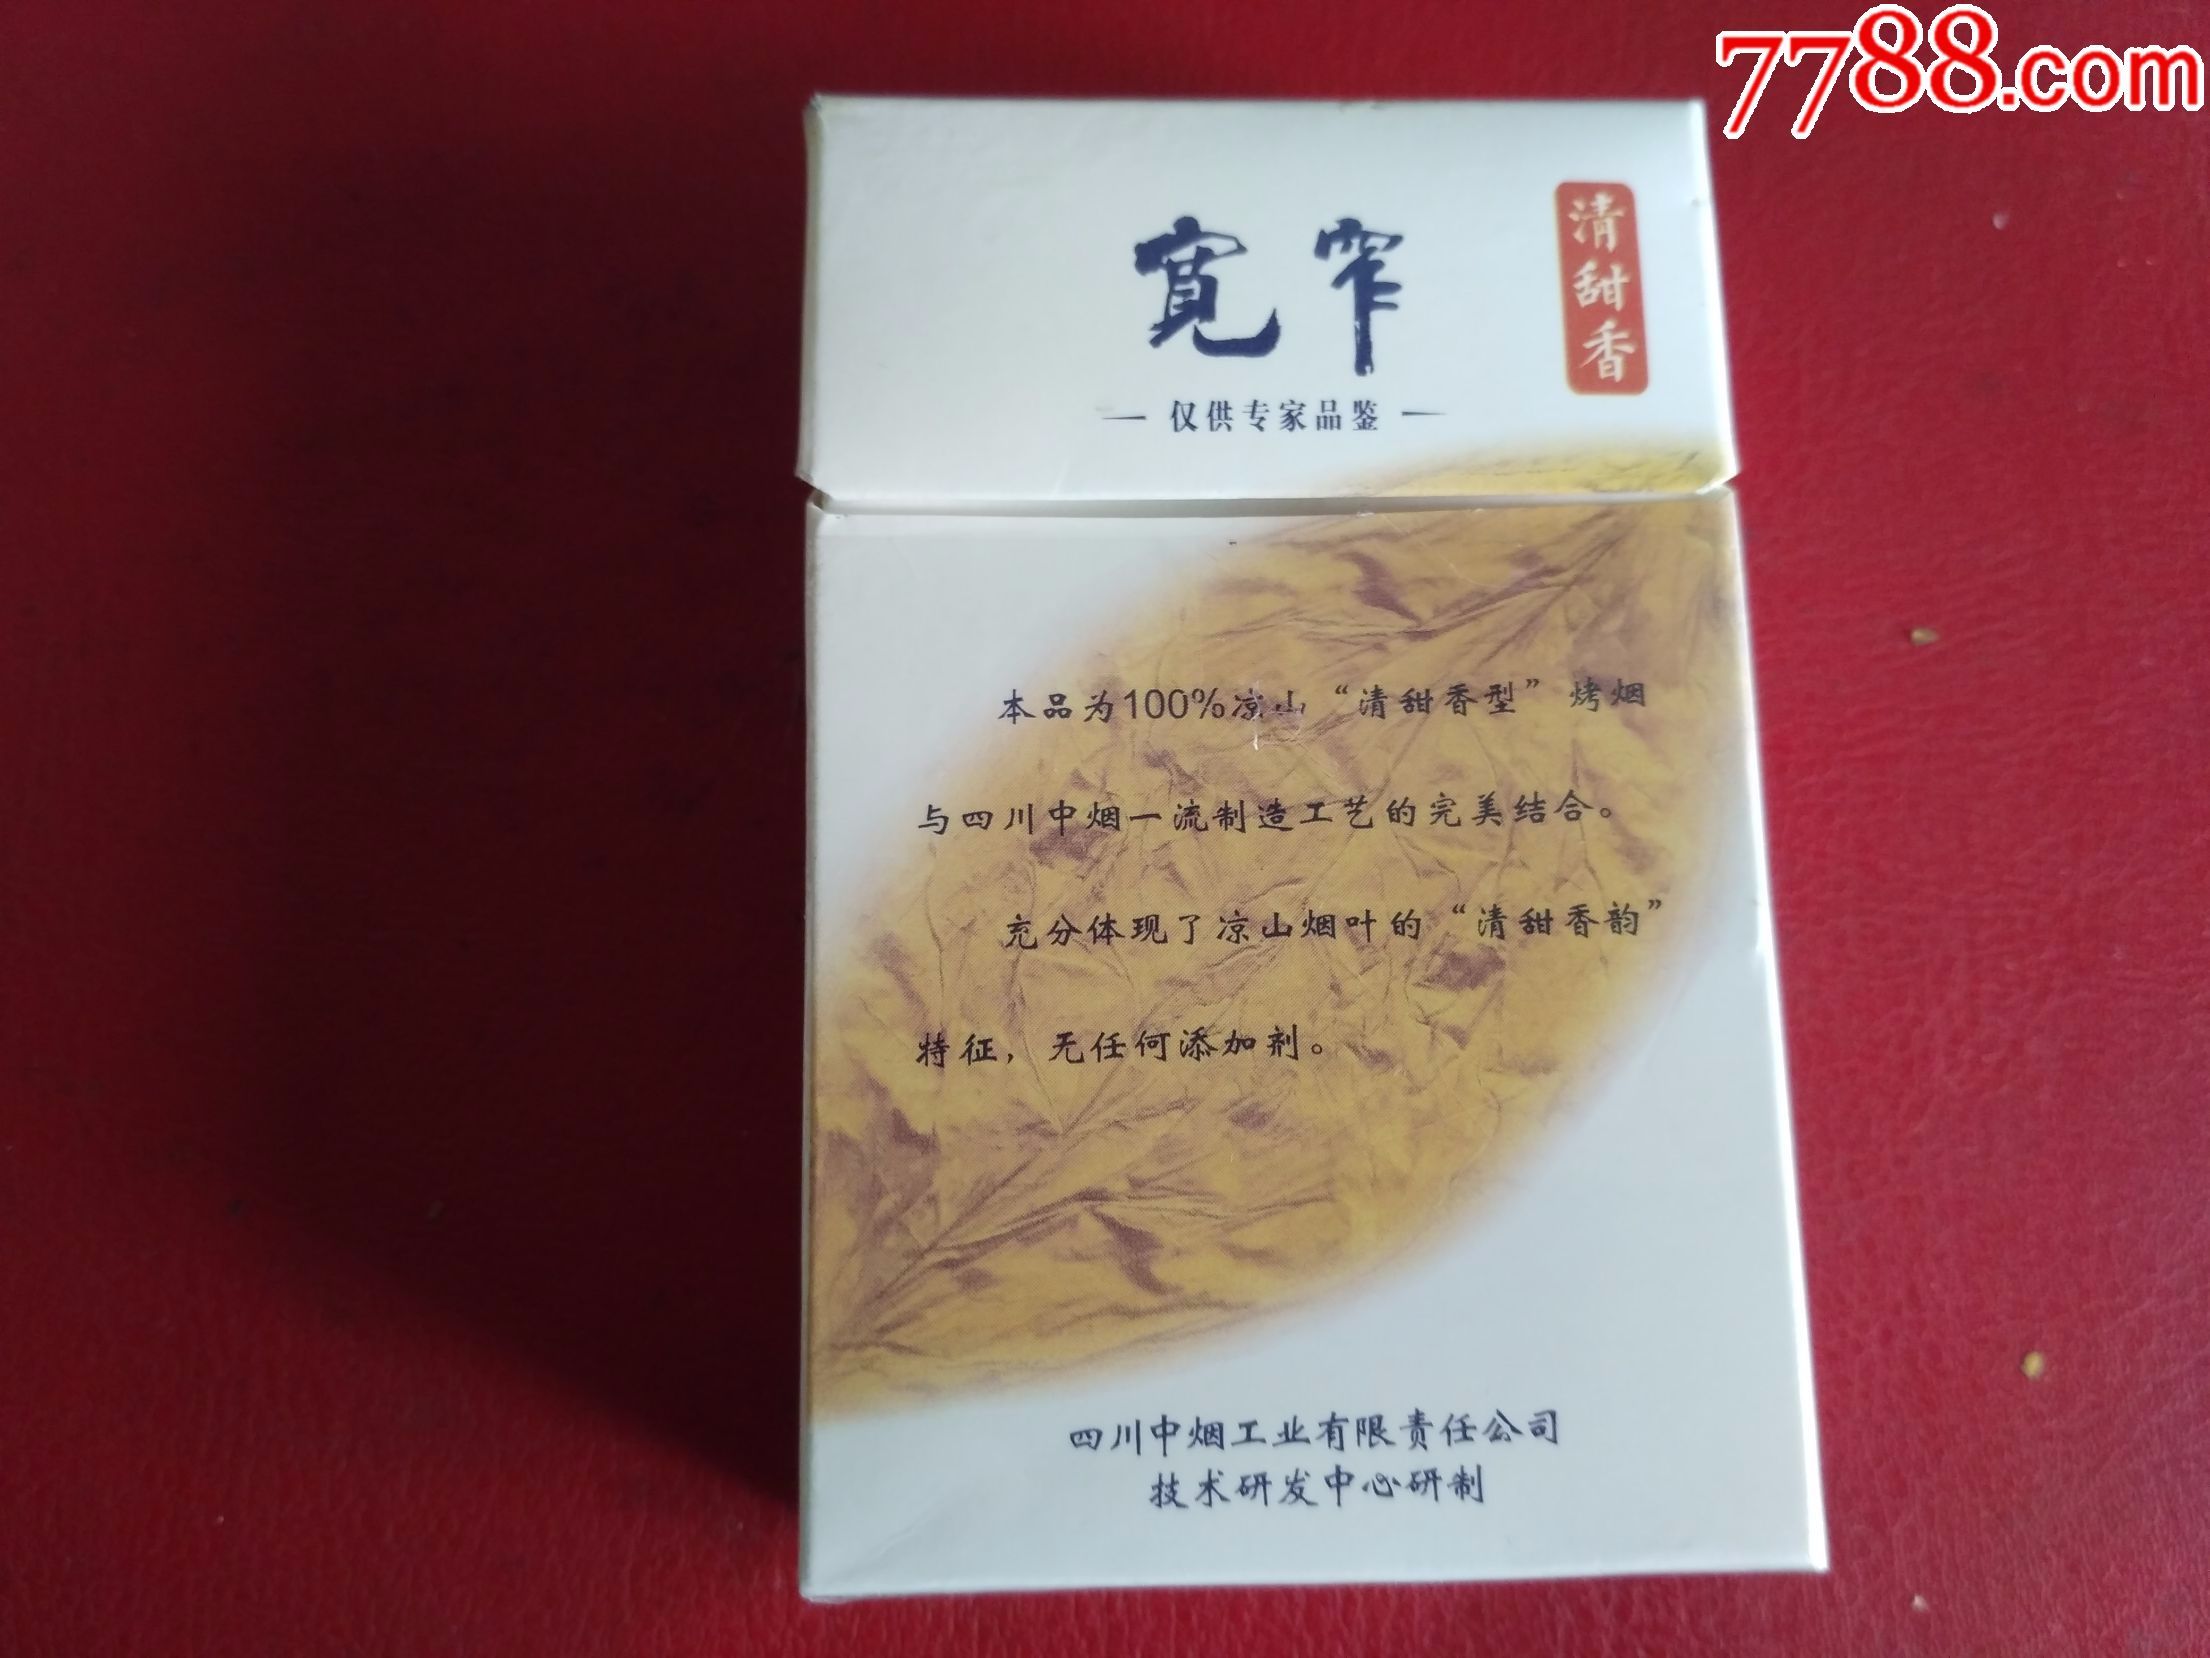 7788.com
寛窄
清甜香
仅供专家品鉴
本品为100%凉山“清甜香型”烤烟
与四川中烟一流制造工艺的完美结合。
充分体现了凉山烟叶的“清甜香韵”
特征，无任何添加剂。
四川中烟工业有限责任公司
技术研发中心研制